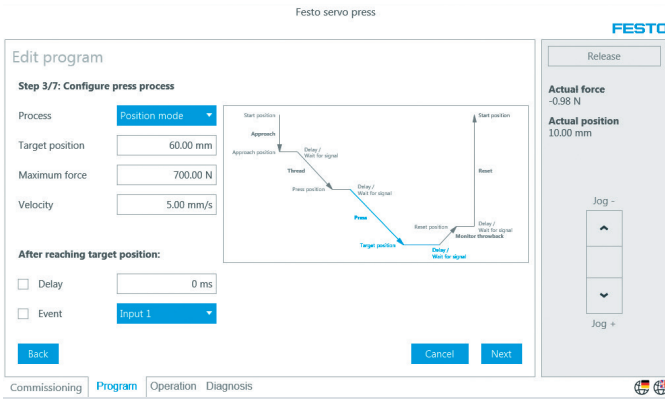 Festo servo press
FESTO
Edit program
Release
Step 3/7: Configure press process
Actual force
-0.98 N
Process
Position mode
Actual position
10.00 mm
Target position
60.00 mm
Maximum force
700.00 N
Velocity
5.00 mm/s
Start position
Start position
Approach
Approach position
Delay /
Wait for signal
Thread
Reset
Press position
Delay /
Wait for signal
Press
Reset position
Delay /
Wait for signal
Monitor throwback
Target position
Delay /
Wait for signal
Jog -
Jog +
After reaching target position:
Delay
0 ms
Event
Input 1
Back
Cancel
Next
Commissioning
Program
Operation
Diagnosis